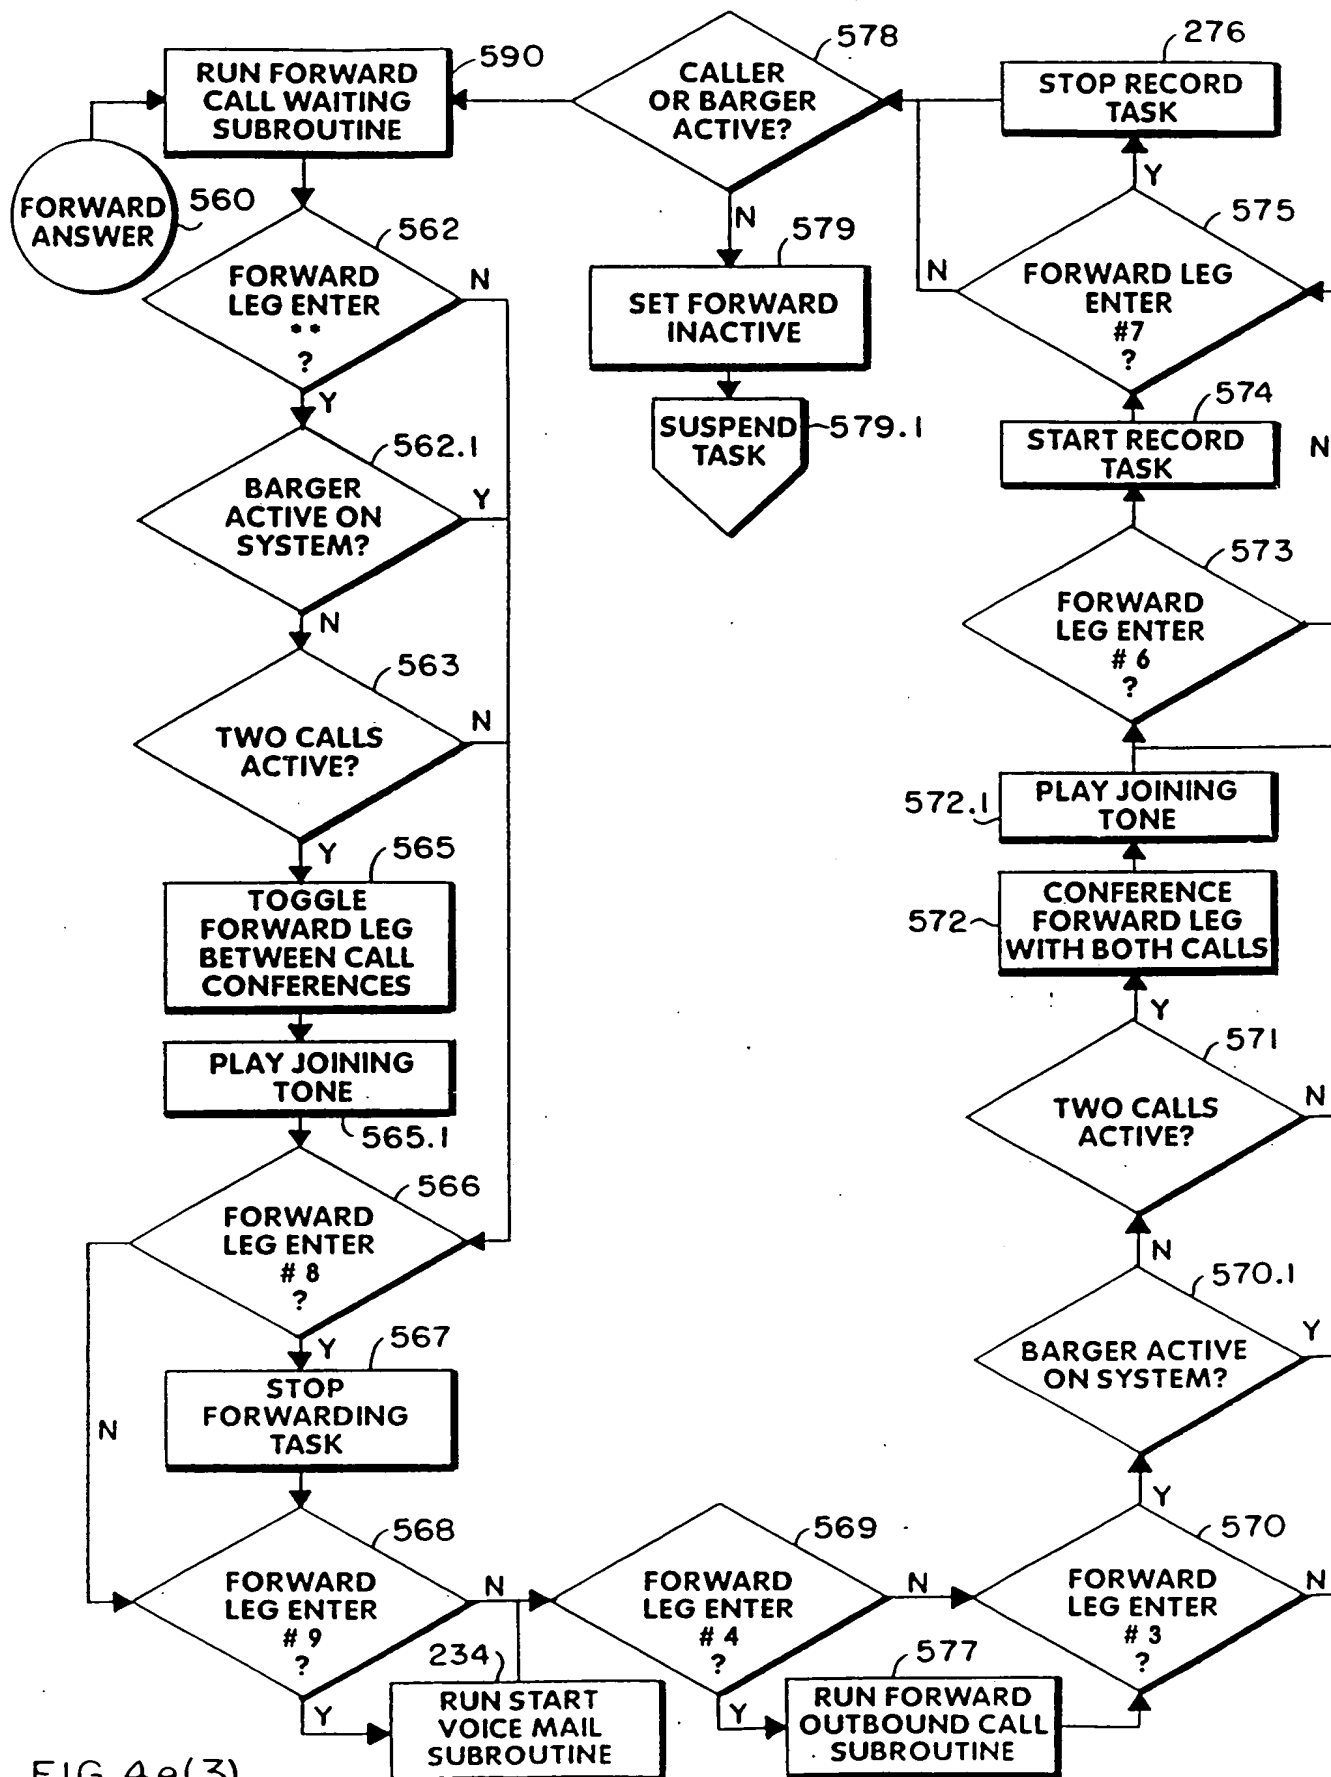 RUN FORWARD
CALL WAITING
SUBROUTINE
590
FORWARD
ANSWER
560
FORWARD
LEG ENTER
**
?
562
N
Y
BARGER
ACTIVE ON
SYSTEM?
562.1
Y
N
TWO CALLS
ACTIVE?
563
N
Y
TOGGLE
FORWARD LEG
BETWEEN CALL
CONFERENCES
565
PLAY JOINING
TONE
565.1
FORWARD
LEG ENTER
#8
?
566
N
Y
STOP
FORWARDING
TASK
567
FORWARD
LEG ENTER
#9
?
568
N
Y
RUN START
VOICE MAIL
SUBROUTINE
234
FORWARD
LEG ENTER
#4
?
569
N
Y
RUN FORWARD
OUTBOUND CALL
SUBROUTINE
577
FORWARD
LEG ENTER
#3
?
570
N
Y
BARGER ACTIVE
ON SYSTEM?
570.1
Y
N
TWO CALLS
ACTIVE?
571
N
Y
CONFERENCE
FORWARD LEG
WITH BOTH CALLS
572
PLAY JOINING
TONE
572.1
FORWARD
LEG ENTER
#6
?
573
N
START RECORD
TASK
574
FORWARD LEG
ENTER
#7
?
575
N
Y
STOP RECORD
TASK
276
CALLER
OR BARGER
ACTIVE?
578
N
SET FORWARD
INACTIVE
579
SUSPEND
TASK
579.1
FIG.4e(3)